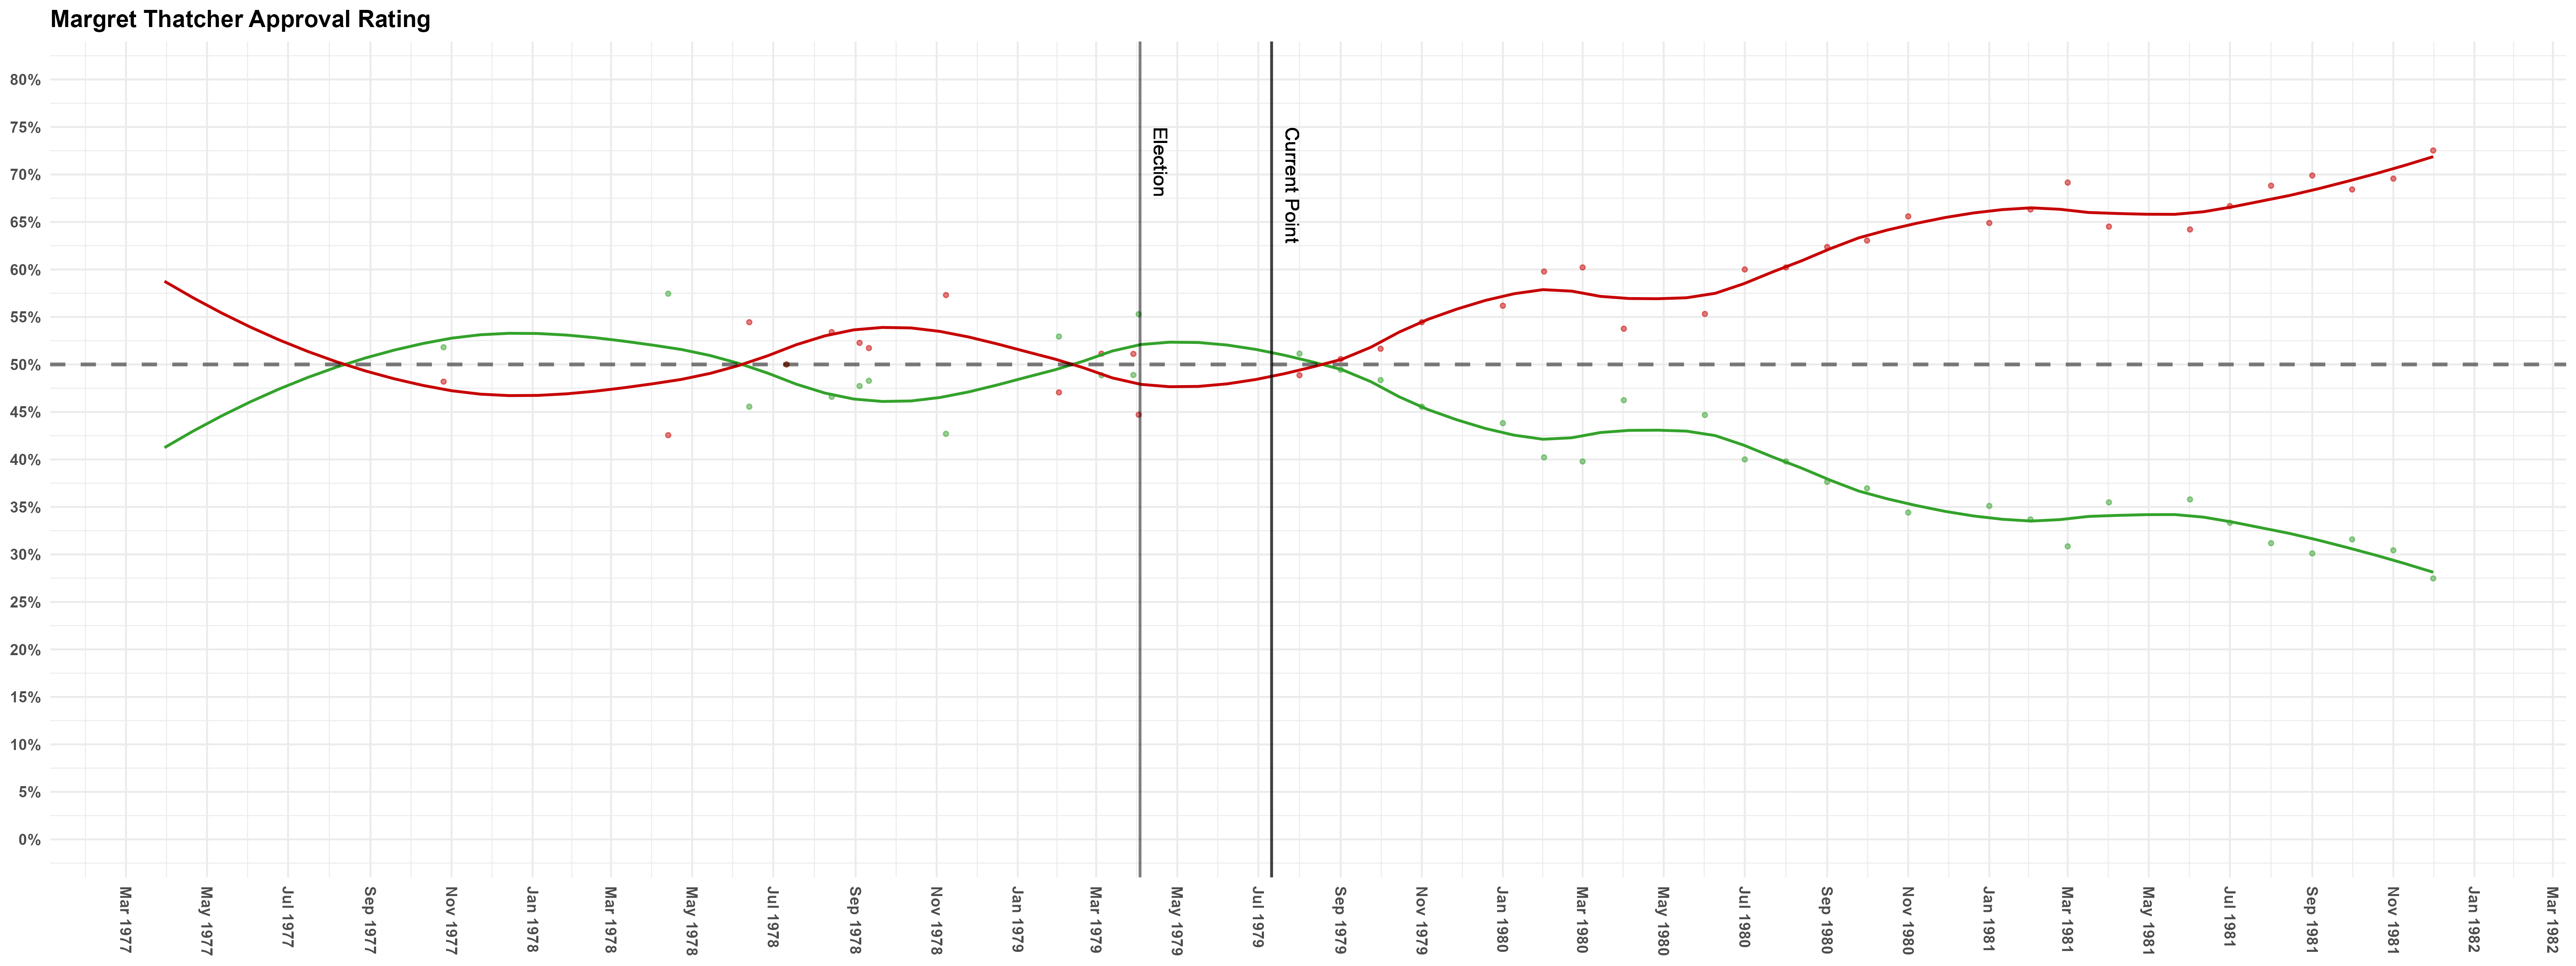 Margret Thatcher Approval Rating
80%
75%
70%
65%
60%
55%
50%
45%
40%
35%
30%
25%
20%
15%
10%
5%
0%
Election
Current Point
Mar 1977
May 1977
Jul 1977
Sep 1977
Nov 1977
Jan 1978
Mar 1978
May 1978
Jul 1978
Sep 1978
Nov 1978
Jan 1979
Mar 1979
May 1979
Jul 1979
Sep 1979
Nov 1979
Jan 1980
Mar 1980
May 1980
Jul 1980
Sep 1980
Nov 1980
Jan 1981
Mar 1981
May 1981
Jul 1981
Sep 1981
Nov 1981
Jan 1982
Mar 1982